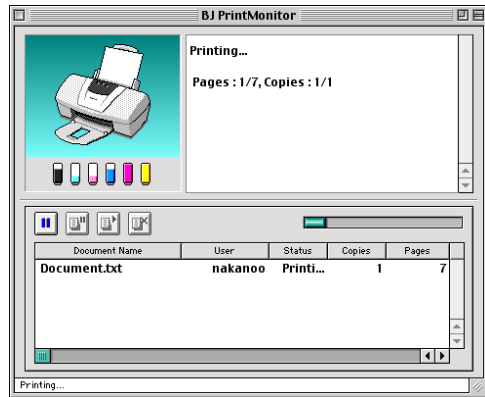 BJ PrintMonitor
Printing...
Pages : 1/7, Copies : 1/1
Document Name User Status Copies Pages
Document.txt nakanoo Printi... 1 7
Printing...